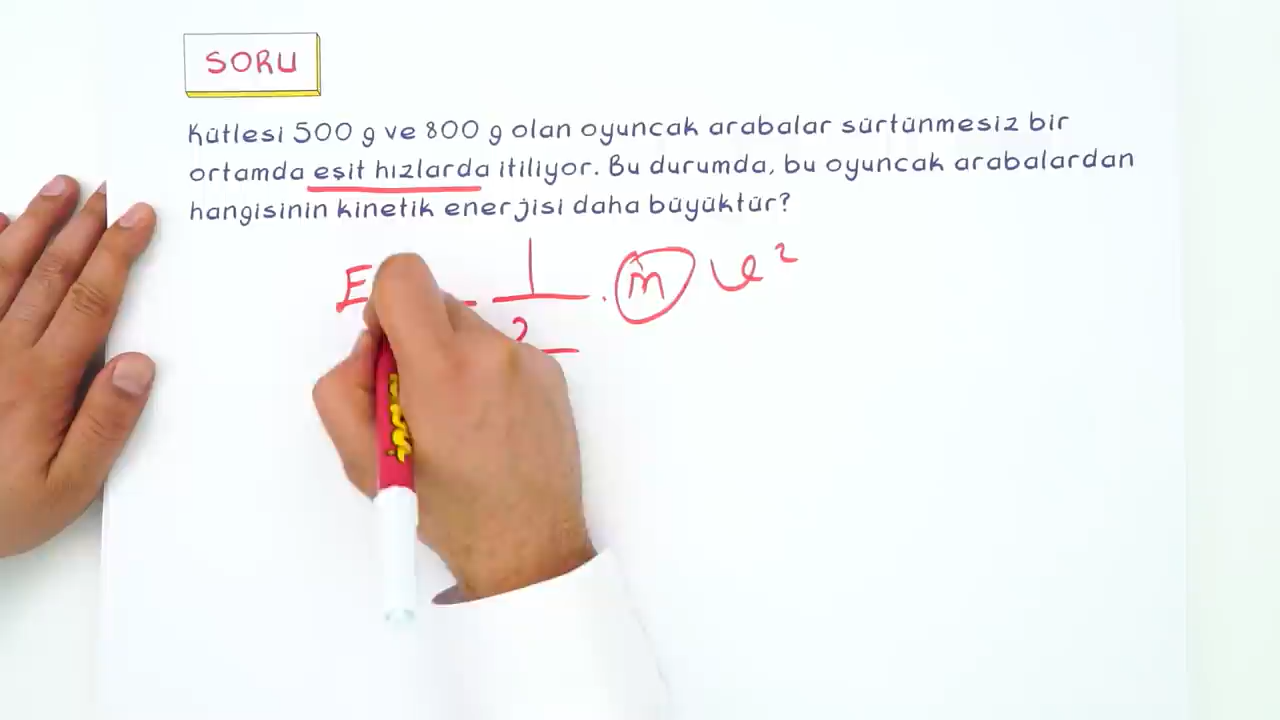 SORU
Kütlesi 500 g ve 800 g olan oyuncak arabalar sürtünmesiz bir
ortamda eşit hızlarda itiliyor. Bu durumda, bu oyuncak arabalardan
hangisinin kinetik enerjisi daha büyüktür?
E 1/2 . m v²